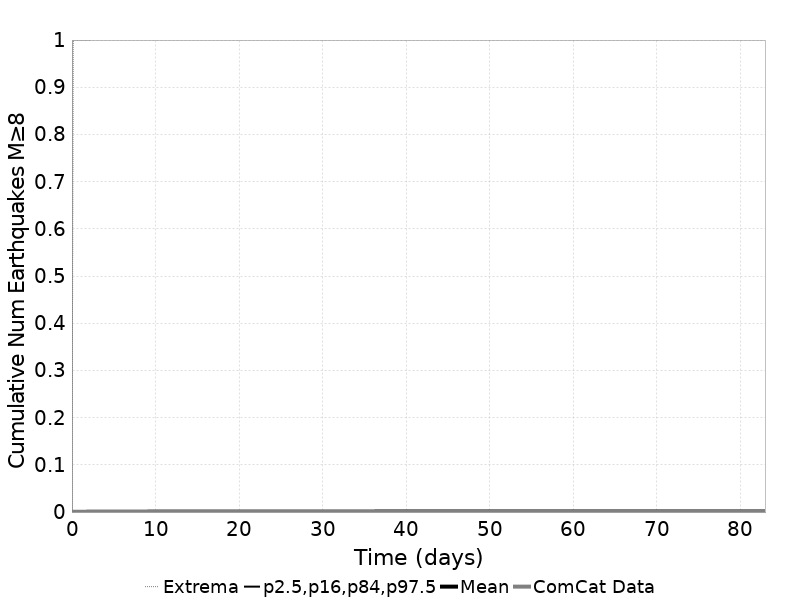 Cumulative Num Earthquakes M≥8
1
0.9
0.8
0.7
0.6
0.5
0.4
0.3
0.2
0.1
0
0 10 20 30 40 50 60 70 80
Time (days)
Extrema p2.5,p16,p84,p97.5 Mean ComCat Data